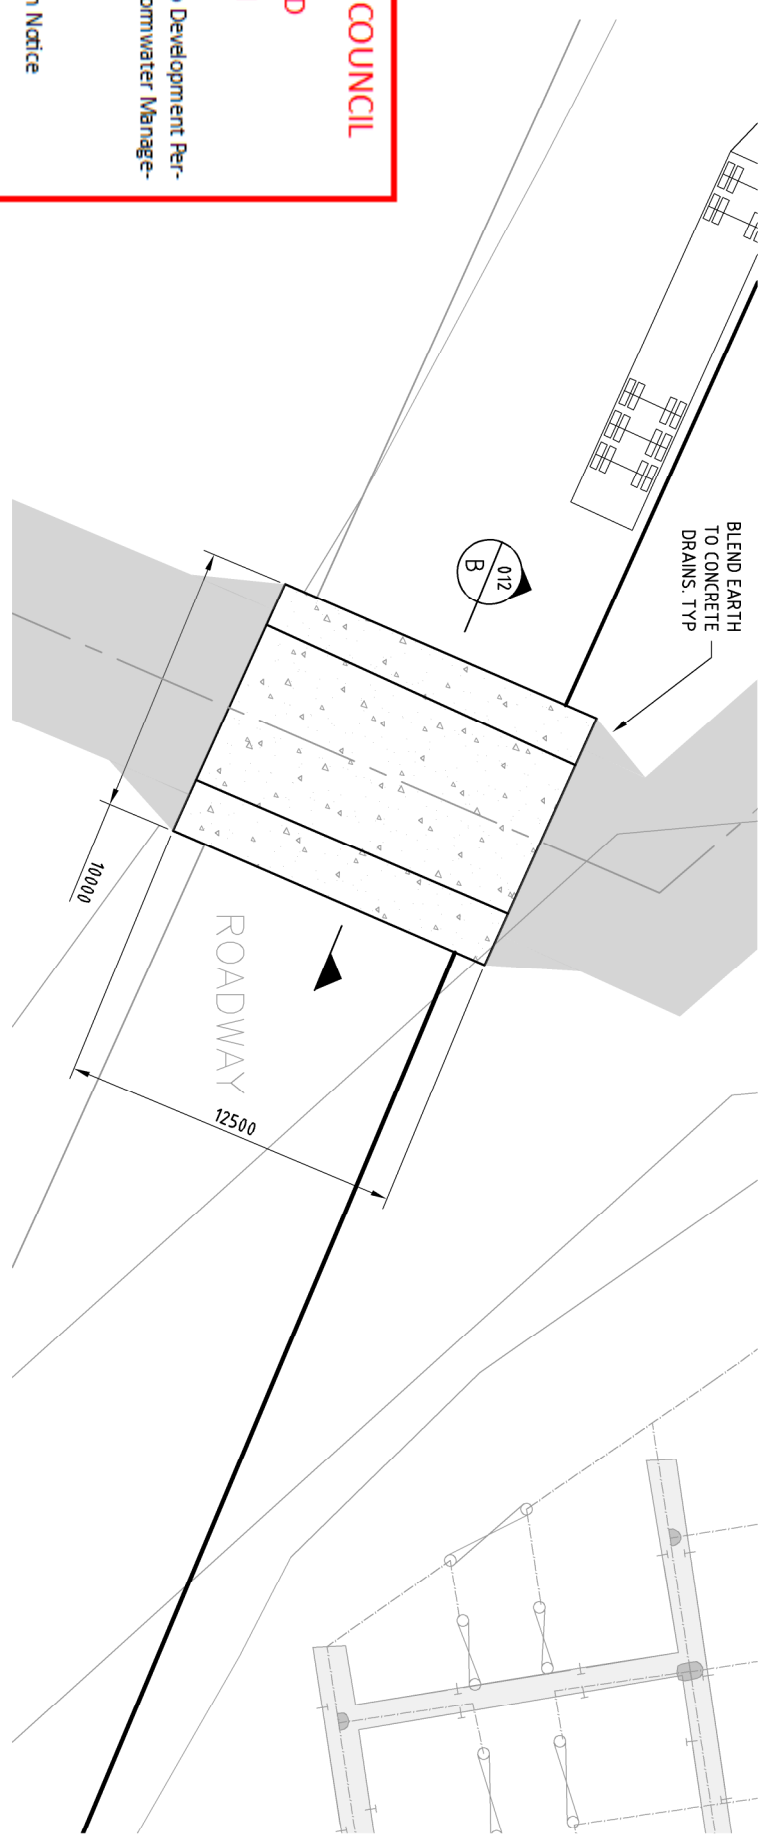 COUNCIL
D
Development Per-
ormwater Manage-
Notice
BLEND EARTH
TO CONCRETE
DRAINS. TYP
012
B
10000
ROADWAY
12500